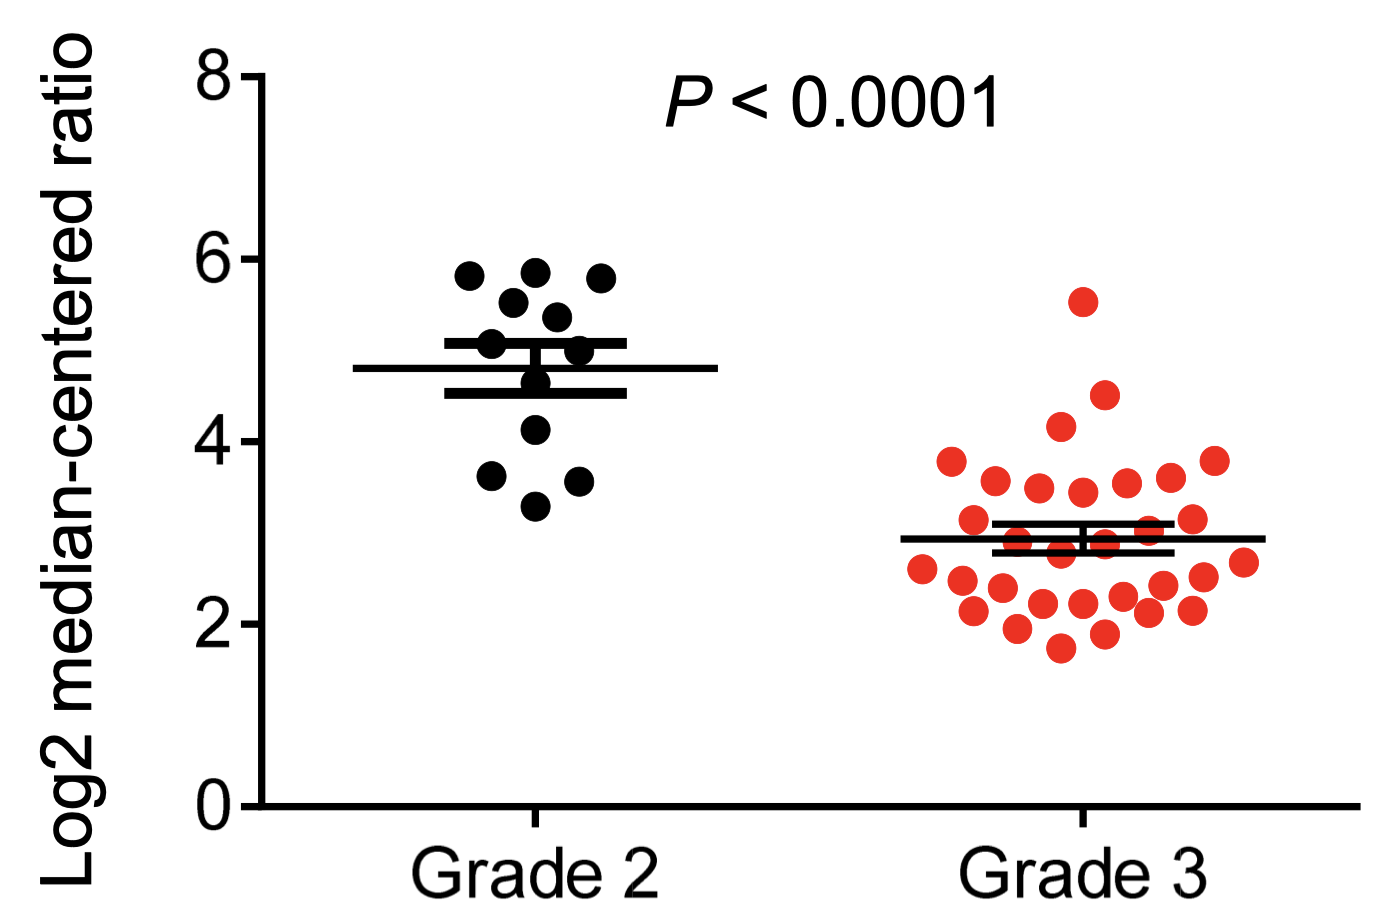 Log2 median-centered ratio
P < 0.0001
8
6
4
2
0
Grade 2
Grade 3